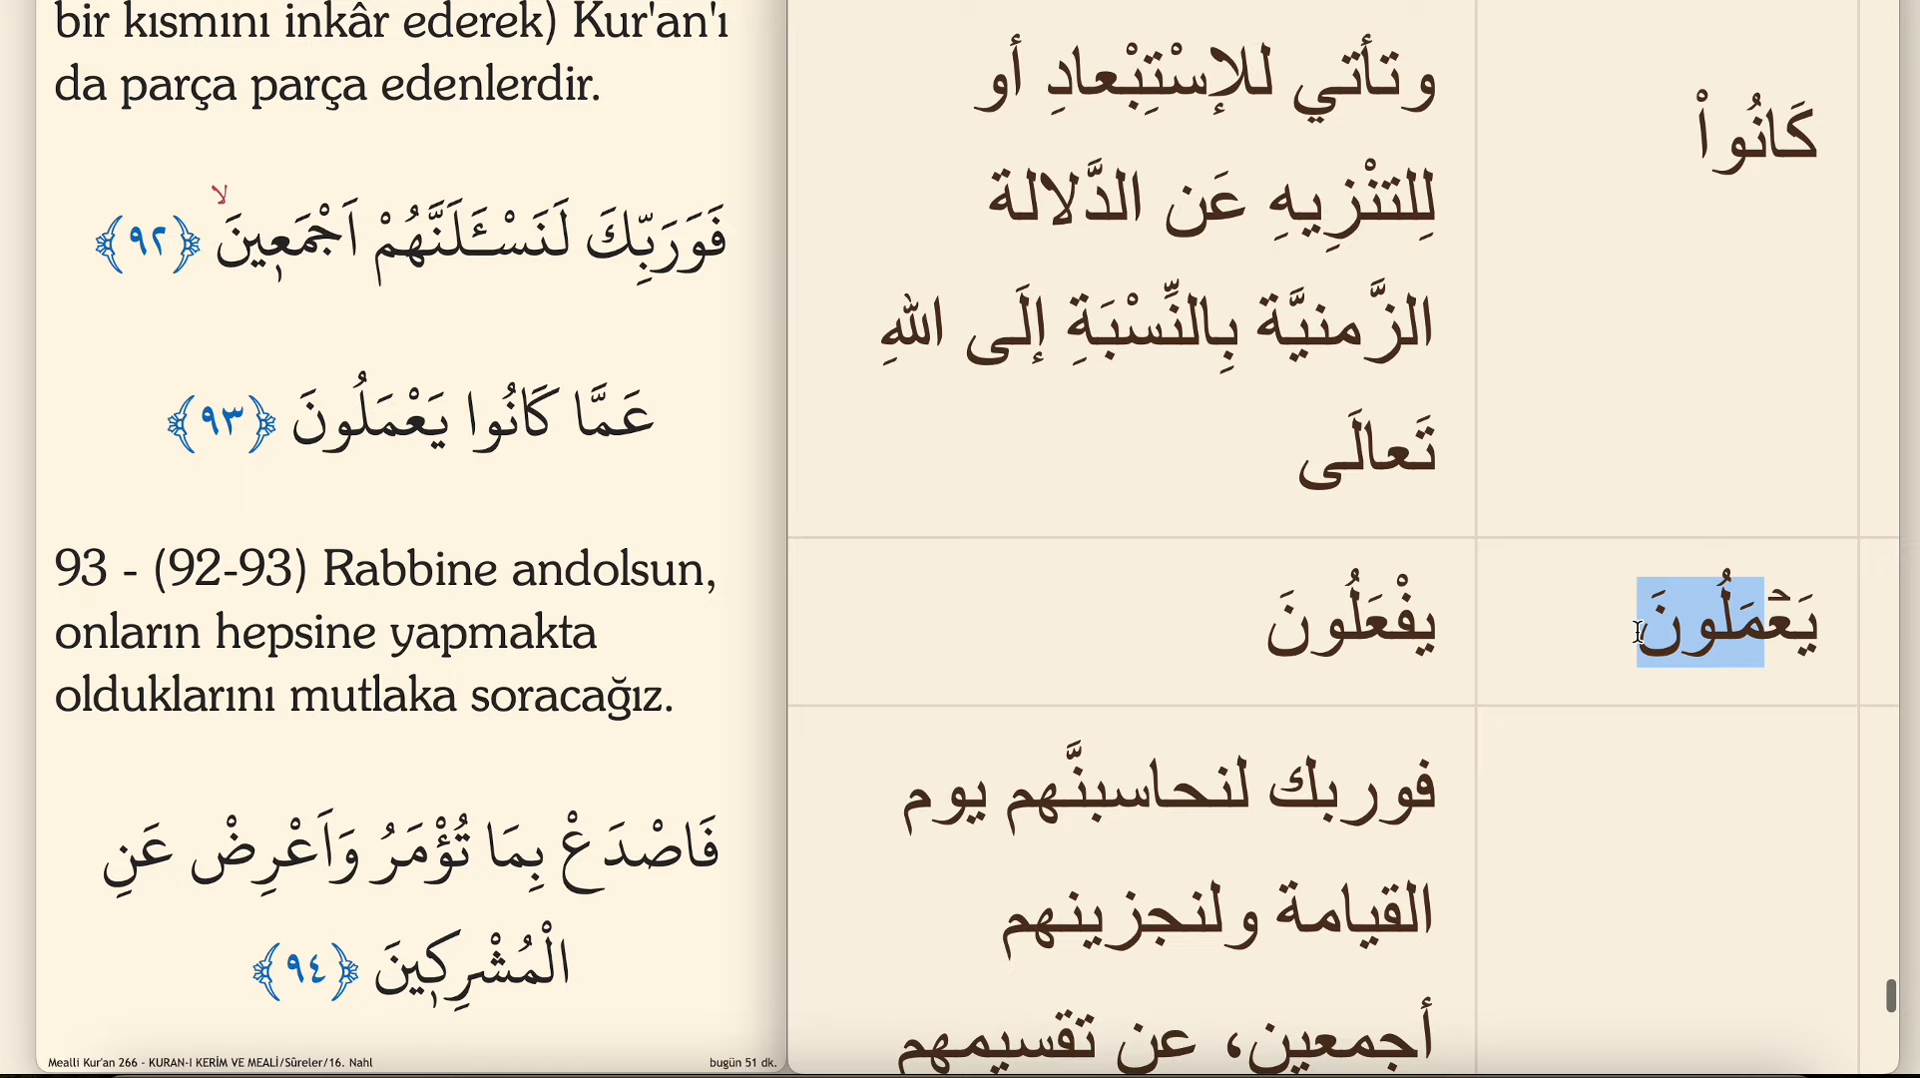 bir kısmını inkâr ederek) Kur'an'ı
da parça parça edenlerdir.
فَوَرَبِّكَ لَنَسْـَٔلَنَّهُمْ اَجْمَع۪ينَۙ ﴿٩٢﴾
عَمَّا كَانُوا يَعْمَلُونَ ﴿٩٣﴾
93 - (92-93) Rabbine andolsun,
onların hepsine yapmakta
olduklarını mutlaka soracağız.
فَاصْدَعْ بِمَا تُؤْمَرُ وَاَعْرِضْ عَنِ
الْمُشْرِك۪ينَ ﴿٩٤﴾
Mealli Kur'an 266 - KURAN-I KERİM VE MEALİ/Sûreler/16. Nahl
bugün 51 dk.
كَانُواْ
وتأتي للإسْتِبْعادِ أو
لِلتنْزِيهِ عَن الدَّلالة
الزَّمنيَّة بِالنِّسْبَةِ إلَى اللهِ
تَعالَى
يَعْمَلُونَ
يفْعَلُونَ
فوربك لنحاسبنَّهم يوم
القيامة ولنجزينهم
أجمعين، عن تقسيمهم